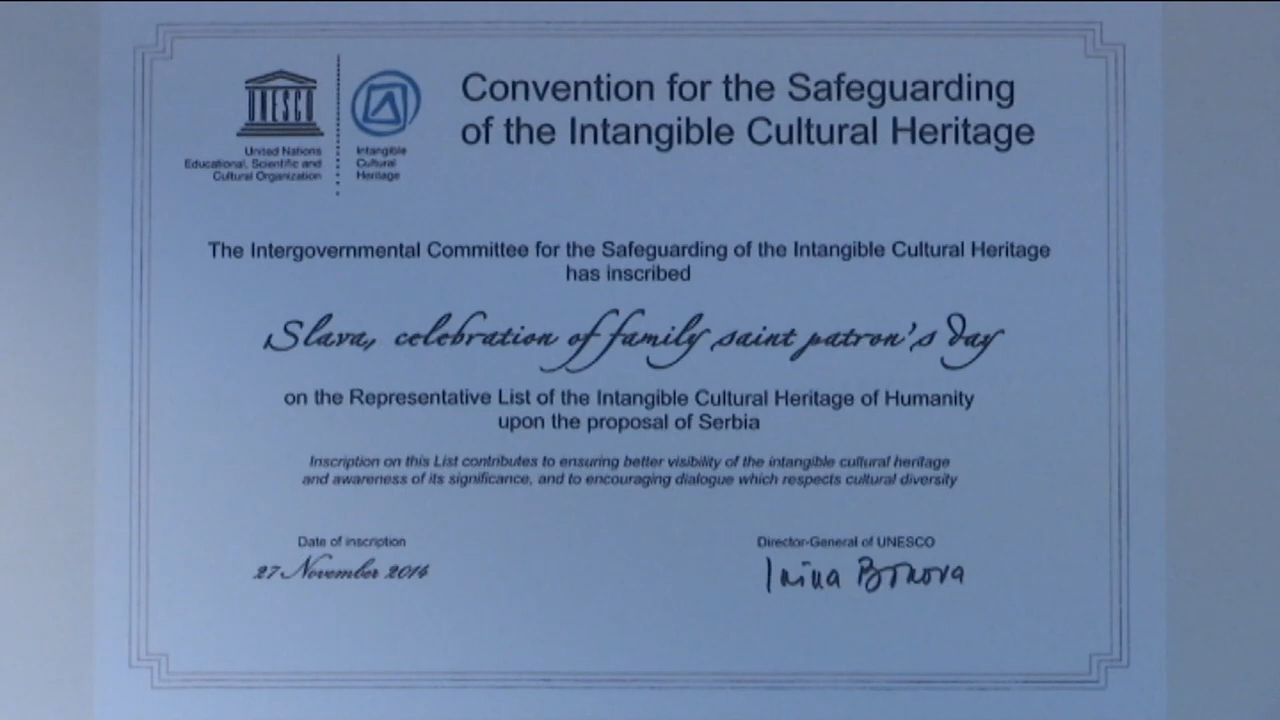 UNESCO
United Nations
Educational, Scientific and
Cultural Organization
Intangible
Cultural
Heritage
Convention for the Safeguarding
of the Intangible Cultural Heritage
The Intergovernmental Committee for the Safeguarding of the Intangible Cultural Heritage
has inscribed
Slava, celebration of family saint patron's day
on the Representative List of the Intangible Cultural Heritage of Humanity
upon the proposal of Serbia
Inscription on this List contributes to ensuring better visibility of the intangible cultural heritage
and awareness of its significance, and to encouraging dialogue which respects cultural diversity
Date of inscription
27 November 2014
Director-General of UNESCO
Irina Bokova